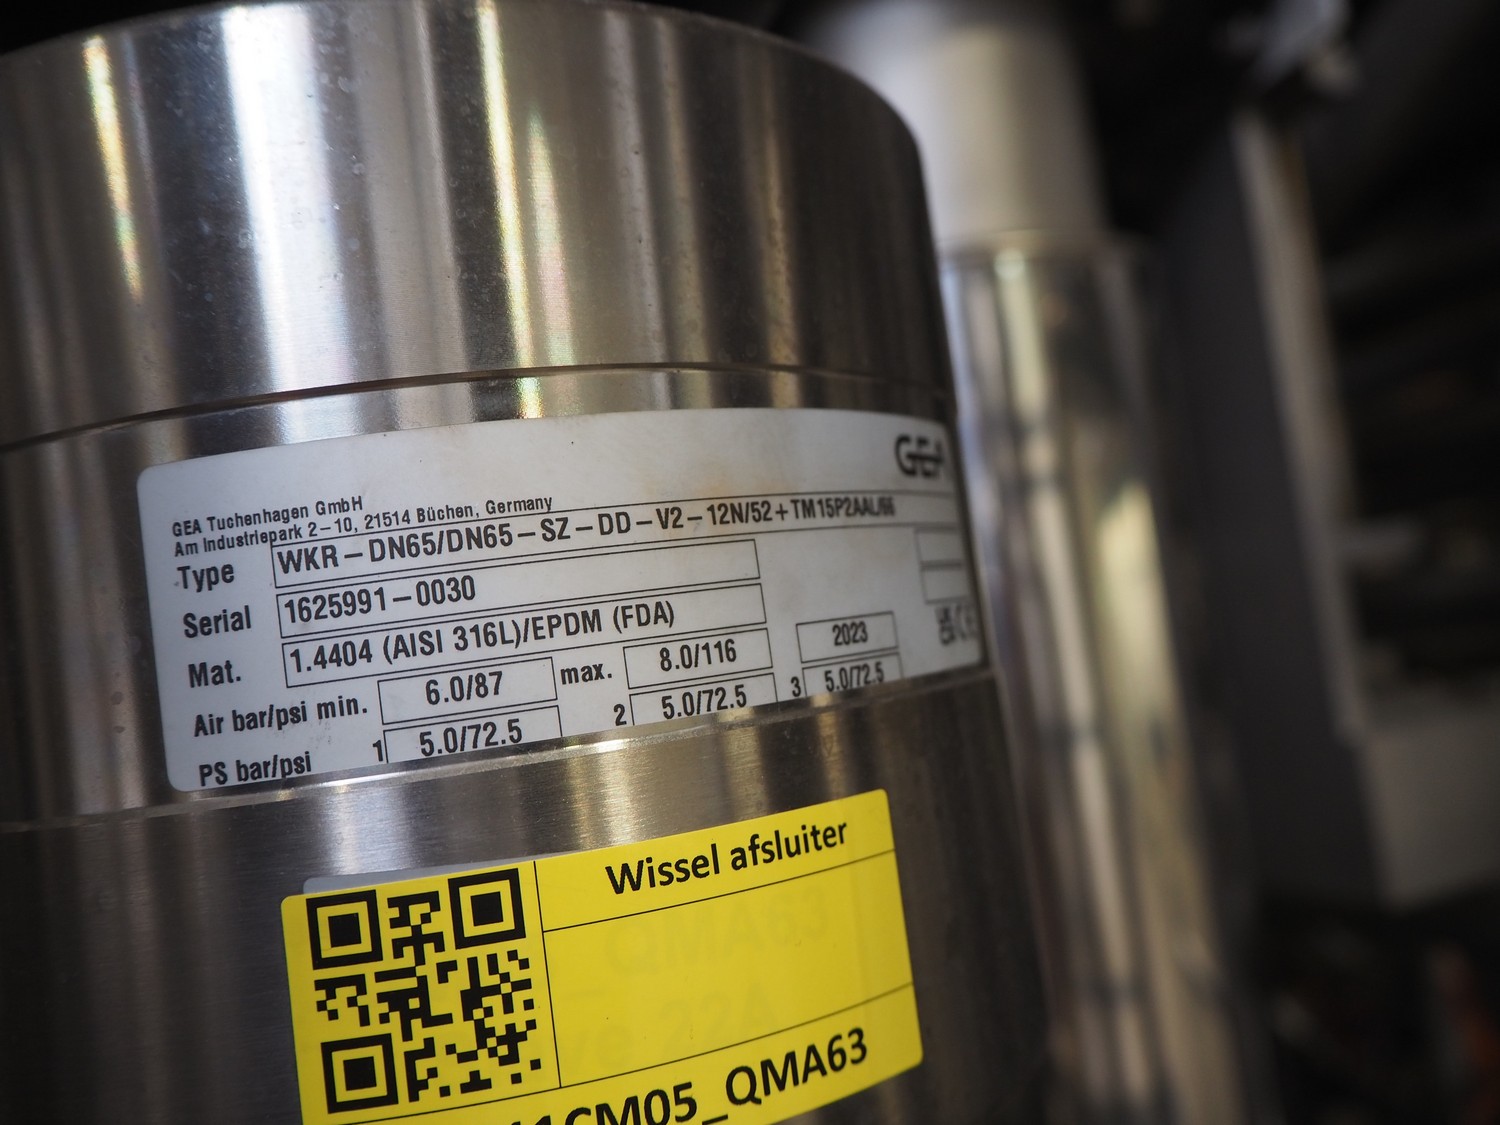 GEA
GEA Tuchenhagen GmbH
Am Industriepark 2-10, 21514 Büchen, Germany
Type WKR-DN65/DN65-SZ-DD-V2-12N/52+TM15P2AAL/66
Serial 1625991-0030
Mat. 1.4404 (AISI 316L)/EPDM (FDA) 2023
Air bar/psi min. 6.0/87 max. 8.0/116
PS bar/psi 1 5.0/72.5 2 5.0/72.5 3 5.0/72.5
CE
Wissel afsluiter
QMA63
22A
1CM05_QMA63